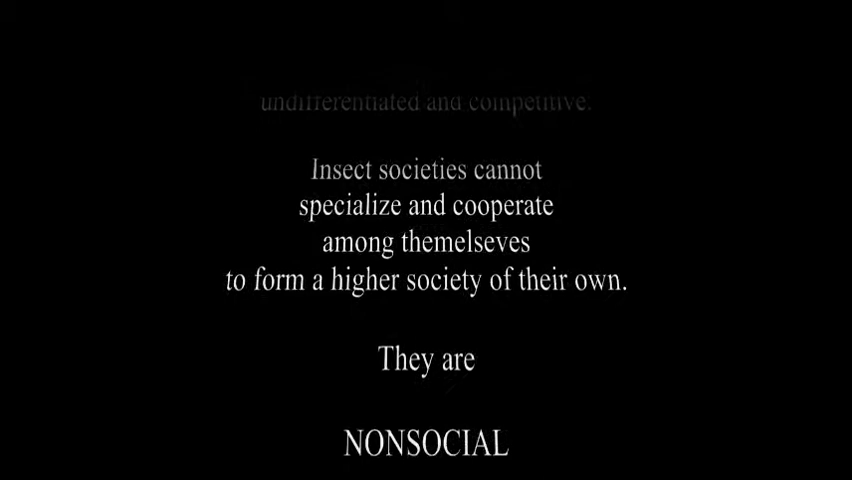 undifferentiated and competitive.
Insect societies cannot
specialize and cooperate
among themelseves
to form a higher society of their own.
They are
NONSOCIAL